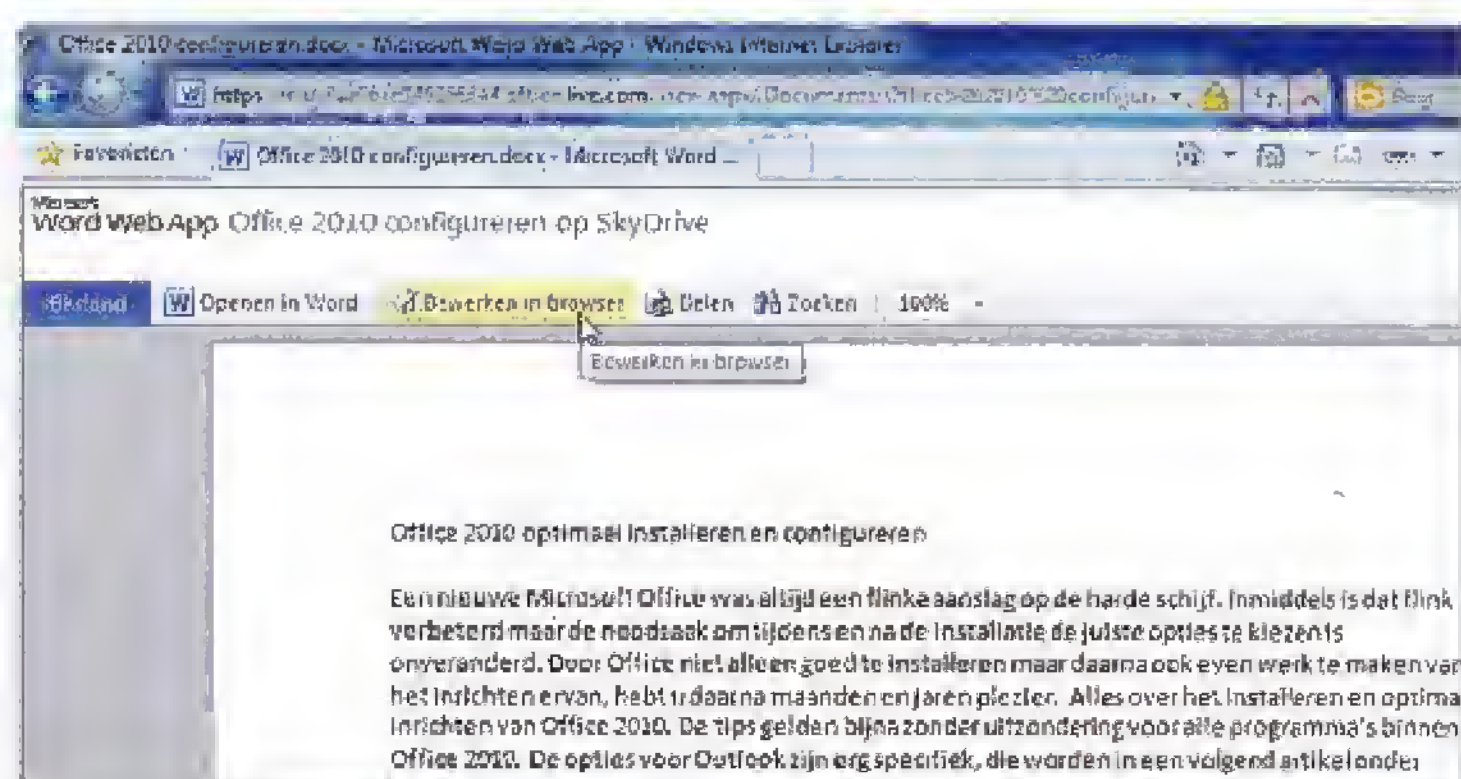 Office 2010 configureren.docx - Microsoft Word Web App - Windows Internet Explorer
https live.com
Favorieten Office 2010 configureren.docx - Microsoft Word ...
Microsoft
Word Web App Office 2010 configureren op SkyDrive
Bestand Openen in Word Bewerken in browser Delen Zoeken 100%
Bewerken in browser
Office 2010 optimaal installeren en configureren
Een nieuwe Microsoft Office was altijd een flinke aanslag op de harde schijf. Inmiddels is dat flink
verbeterd maar de noodzaak om tijdens en na de installatie de juiste opties te kiezen is
onveranderd. Door Office niet alleen goed te installeren maar daarna ook even werk te maken van
het inrichten ervan, hebt u daarna maanden en jaren plezier. Alles over het installeren en optima
inrichten van Office 2010. De tips gelden bijna zonder uitzondering voor alle programma's binnen
Office 2010. De opties voor Outlook zijn erg specifiek, die worden in een volgend artikel onder